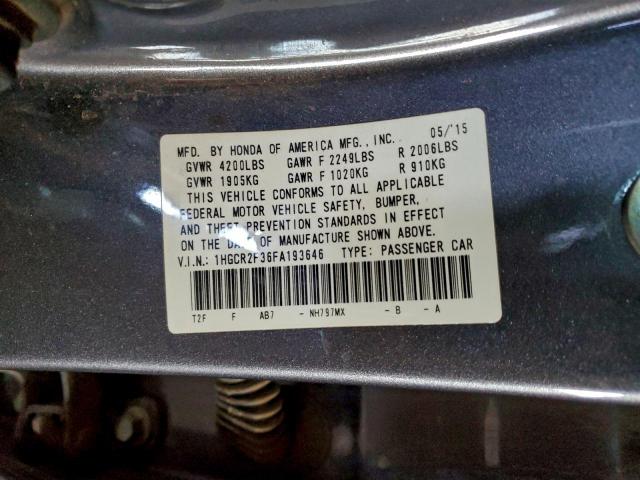 MFD. BY HONDA OF AMERICA MFG., INC. 05/'15
GVWR 4200LBS GAWR F 2249LBS R 2006LBS
GVWR 1905KG GAWR F 1020KG R 910KG
THIS VEHICLE CONFORMS TO ALL APPLICABLE
FEDERAL MOTOR VEHICLE SAFETY, BUMPER,
AND THEFT PREVENTION STANDARDS IN EFFECT
ON THE DATE OF MANUFACTURE SHOWN ABOVE.
V.I.N.: 1HGCR2F36FA193646 TYPE: PASSENGER CAR
T2F F AB7 - NH797MX - B - A